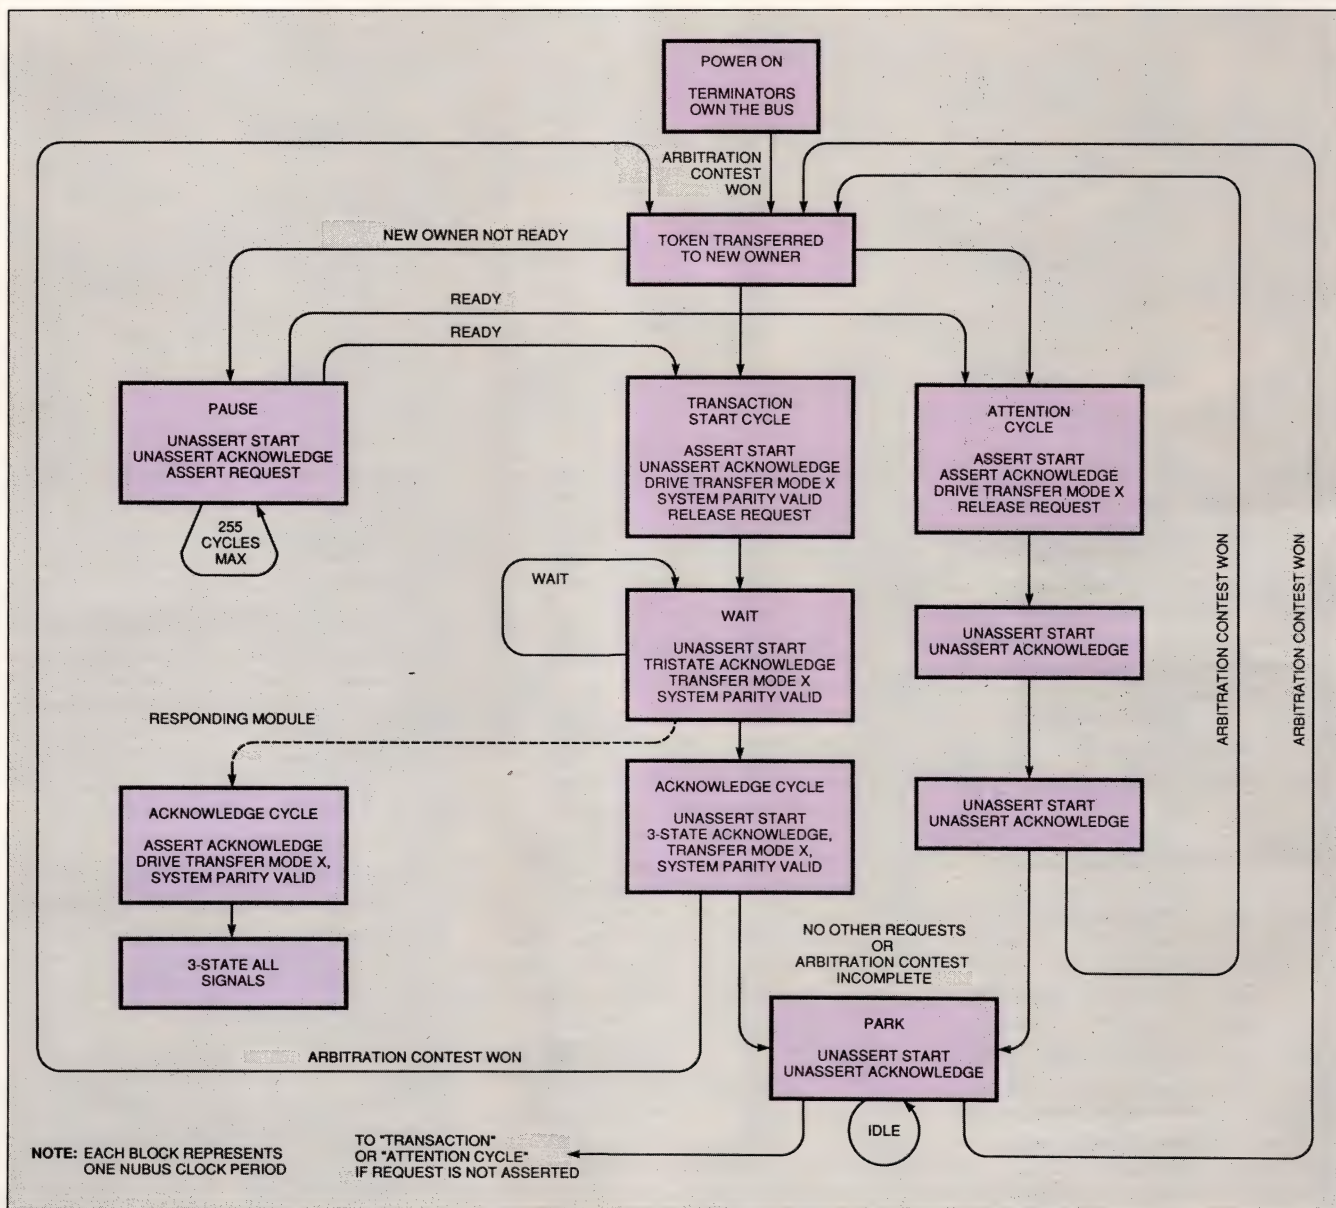 POWER ON
TERMINATORS
OWN THE BUS
ARBITRATION
CONTEST
WON
TOKEN TRANSFERRED
TO NEW OWNER
NEW OWNER NOT READY
READY
READY
PAUSE
UNASSERT START
UNASSERT ACKNOWLEDGE
ASSERT REQUEST
255
CYCLES
MAX
TRANSACTION
START CYCLE
ASSERT START
UNASSERT ACKNOWLEDGE
DRIVE TRANSFER MODE X
SYSTEM PARITY VALID
RELEASE REQUEST
ATTENTION
CYCLE
ASSERT START
ASSERT ACKNOWLEDGE
DRIVE TRANSFER MODE X
RELEASE REQUEST
WAIT
WAIT
UNASSERT START
TRISTATE ACKNOWLEDGE
TRANSFER MODE X
SYSTEM PARITY VALID
UNASSERT START
UNASSERT ACKNOWLEDGE
ARBITRATION CONTEST WON
ARBITRATION CONTEST WON
RESPONDING MODULE
ACKNOWLEDGE CYCLE
ASSERT ACKNOWLEDGE
DRIVE TRANSFER MODE X,
SYSTEM PARITY VALID
ACKNOWLEDGE CYCLE
UNASSERT START
3-STATE ACKNOWLEDGE,
TRANSFER MODE X,
SYSTEM PARITY VALID
UNASSERT START
UNASSERT ACKNOWLEDGE
3-STATE ALL
SIGNALS
NO OTHER REQUESTS
OR
ARBITRATION CONTEST
INCOMPLETE
PARK
UNASSERT START
UNASSERT ACKNOWLEDGE
ARBITRATION CONTEST WON
IDLE
NOTE: EACH BLOCK REPRESENTS
ONE NUBUS CLOCK PERIOD
TO "TRANSACTION"
OR "ATTENTION CYCLE"
IF REQUEST IS NOT ASSERTED